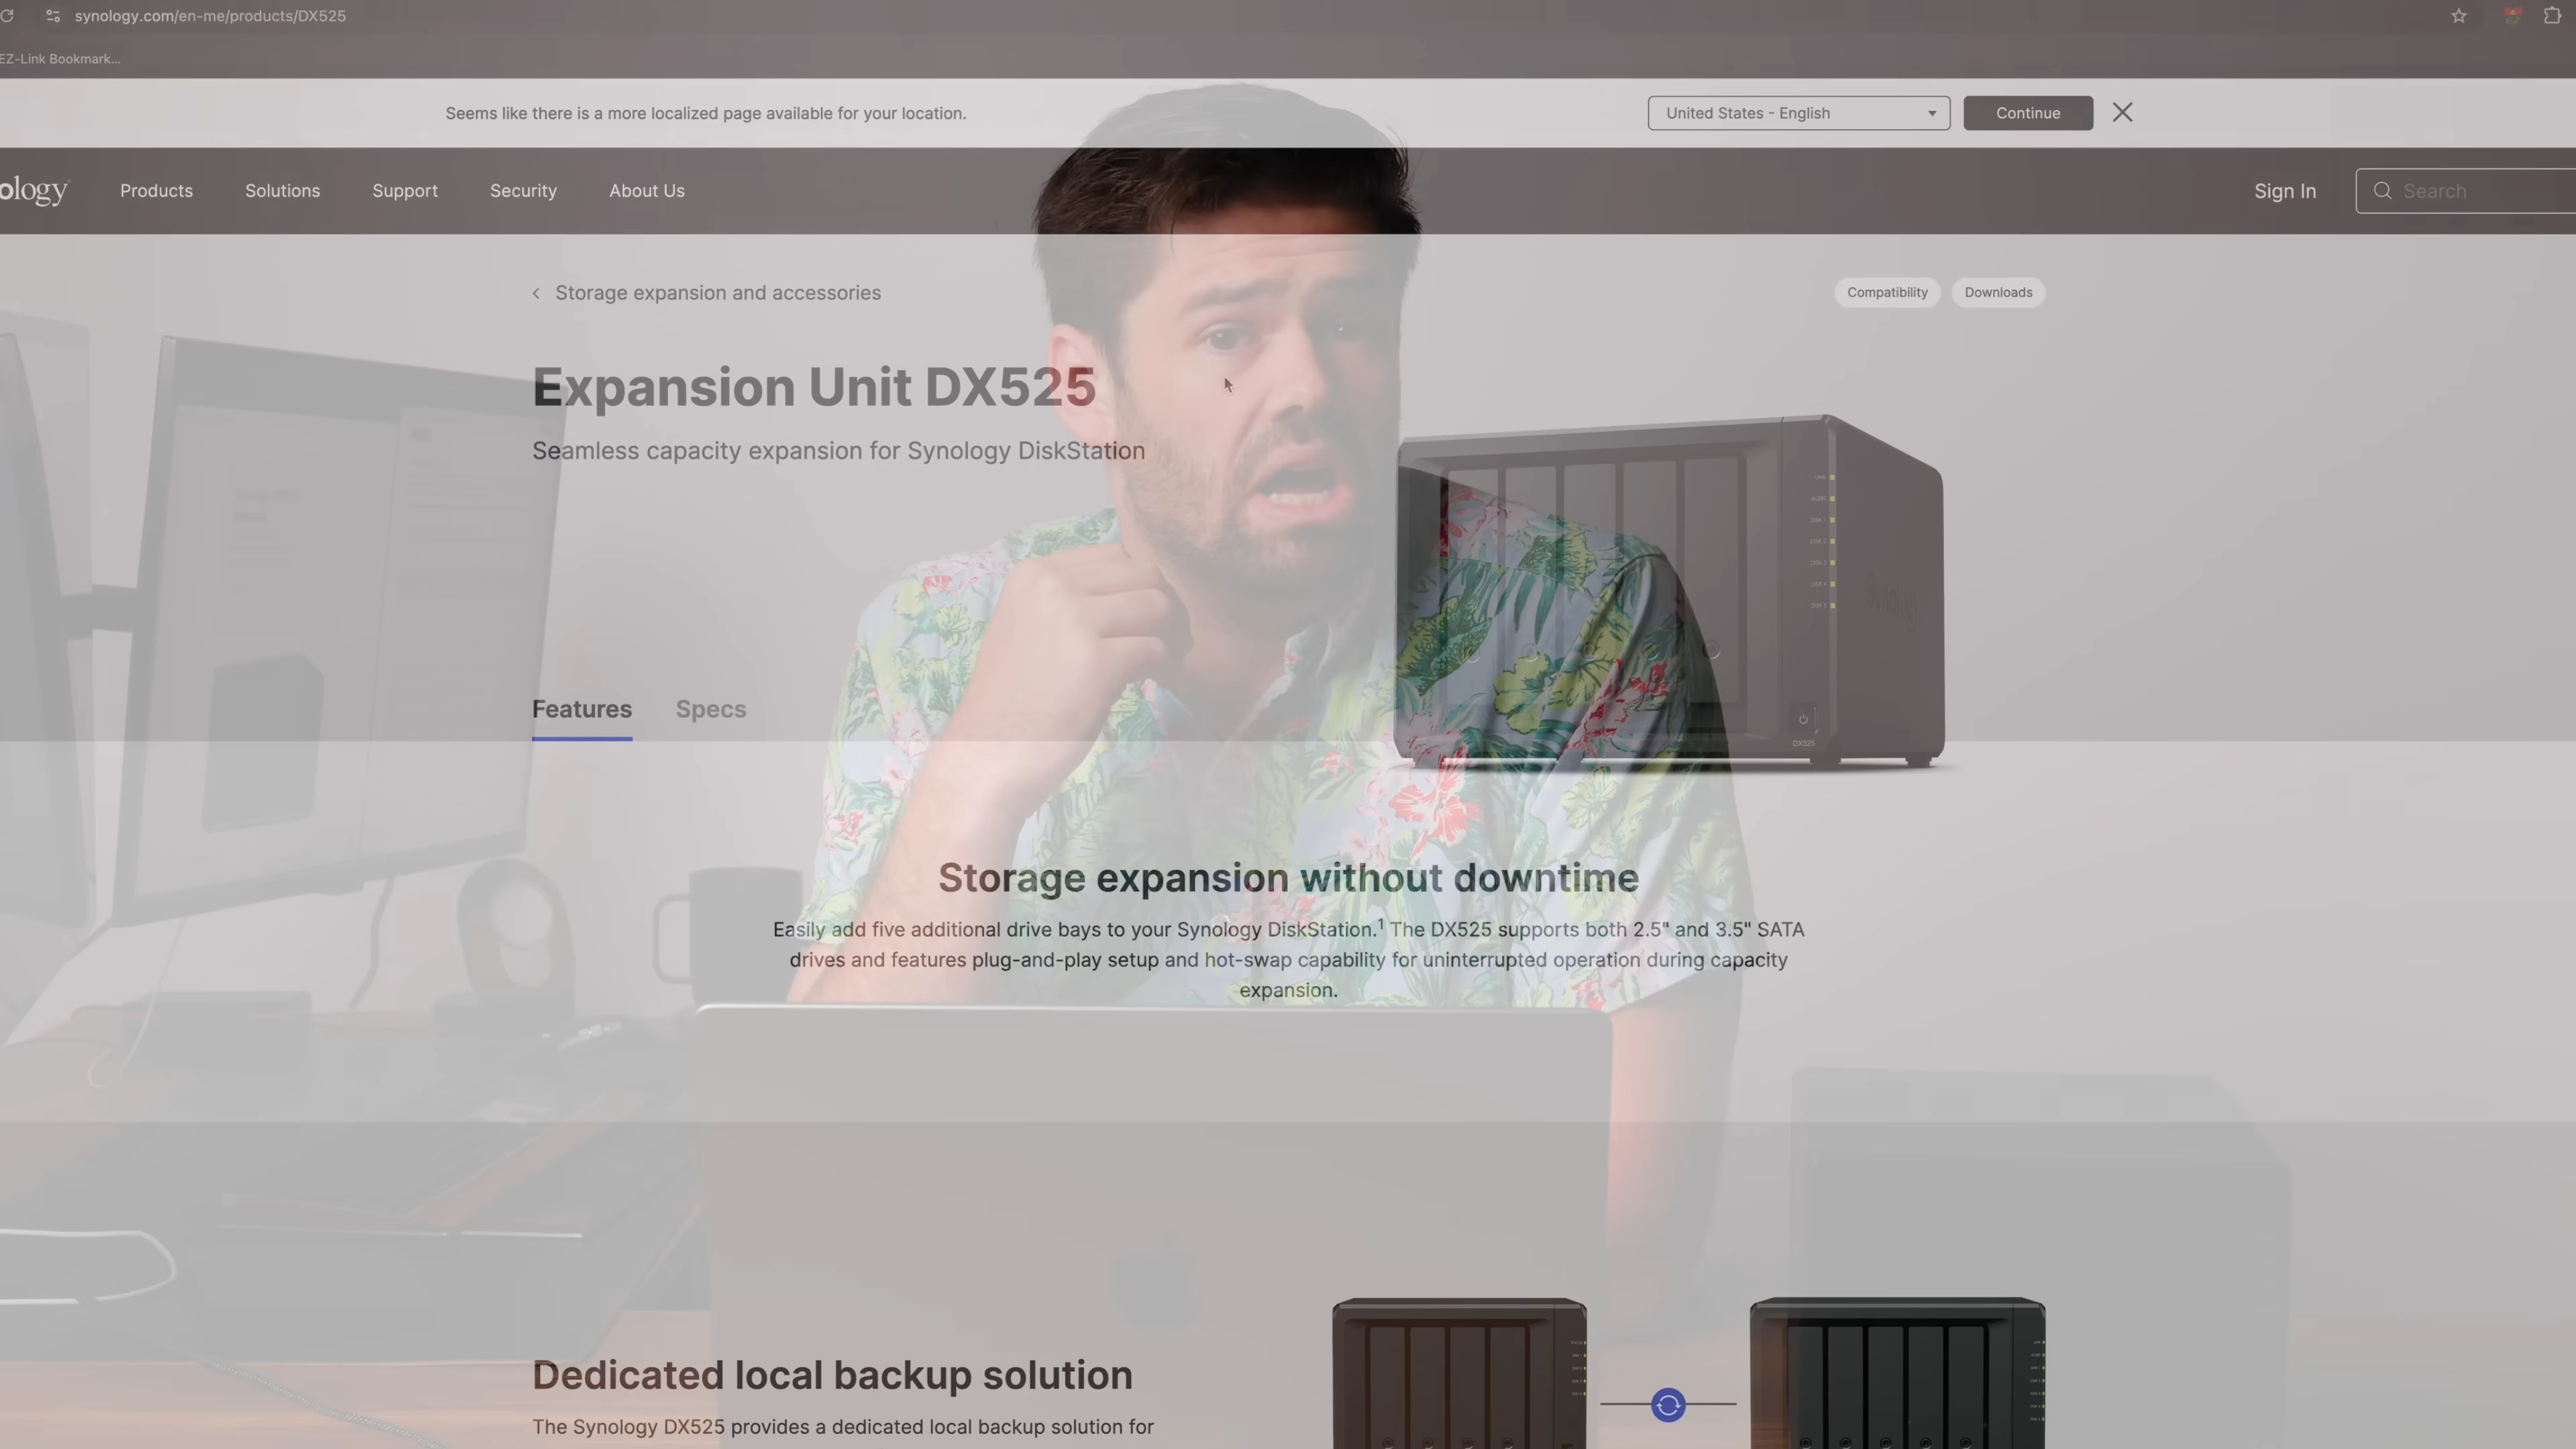 synology.com/en-me/products/DX525
EZ-Link Bookmark...
Seems like there is a more localized page available for your location.
United States - English
Continue
ology
Products
Solutions
Support
Security
About Us
Sign In
Search
Storage expansion and accessories
Compatibility
Downloads
Expansion Unit DX525
Seamless capacity expansion for Synology DiskStation
Features
Specs
DX525
Storage expansion without downtime
Easily add five additional drive bays to your Synology DiskStation.1 The DX525 supports both 2.5" and 3.5" SATA
drives and features plug-and-play setup and hot-swap capability for uninterrupted operation during capacity
expansion.
Dedicated local backup solution
The Synology DX525 provides a dedicated local backup solution for